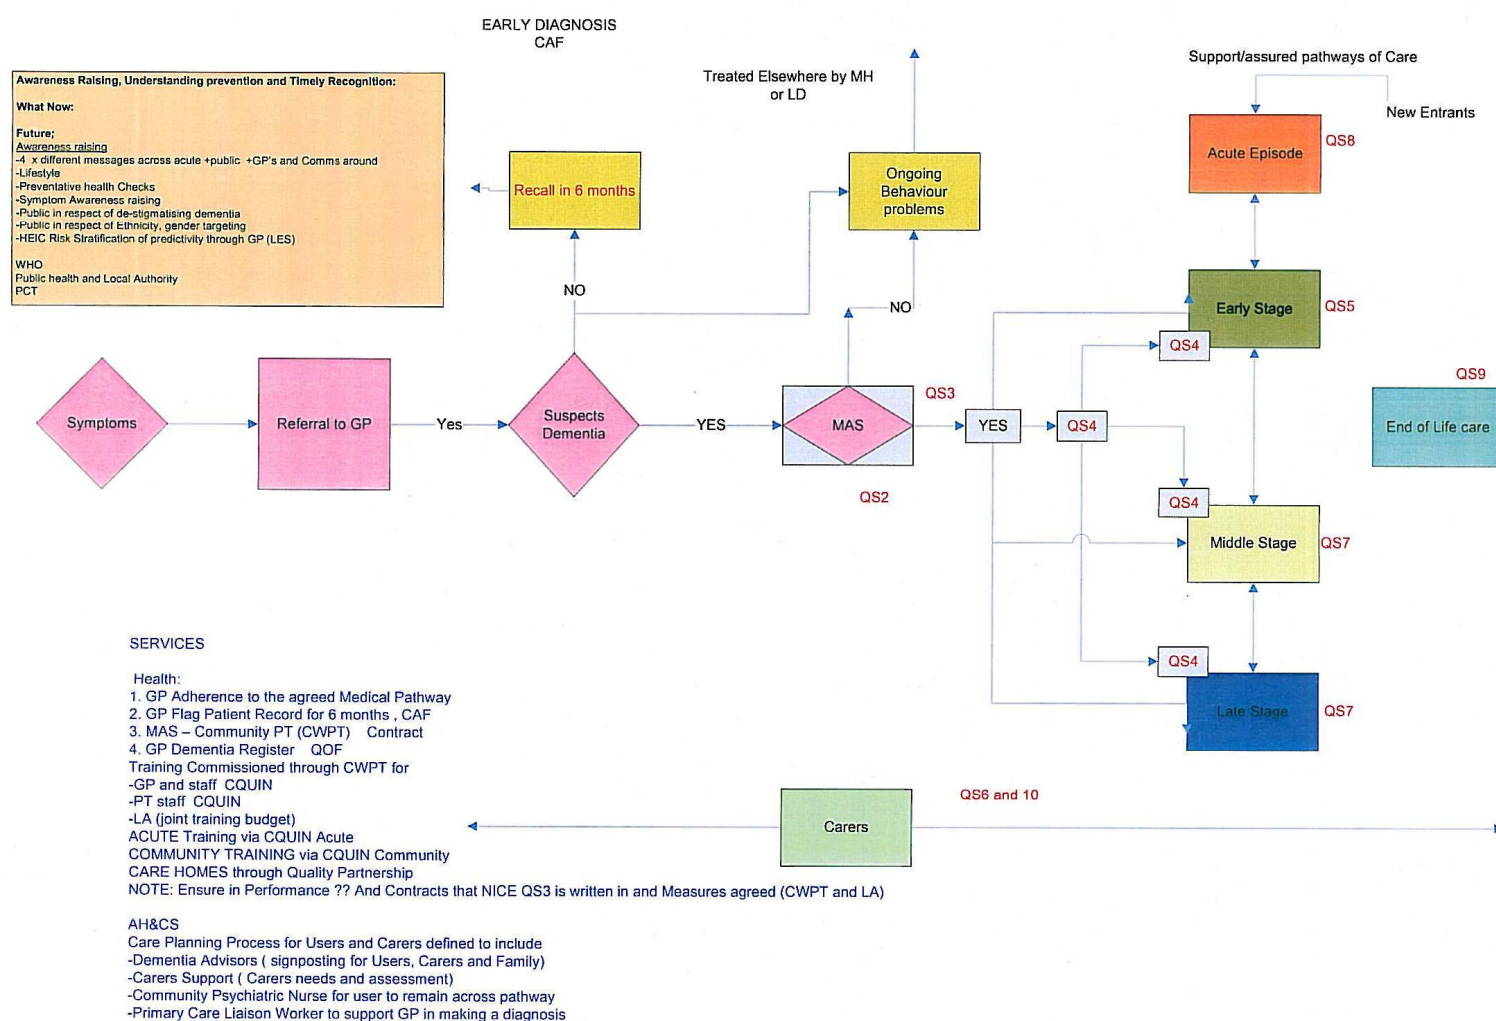 EARLY DIAGNOSIS
CAF
Awareness Raising, Understanding prevention and Timely Recognition:
What Now:
Future;
Awareness raising
-4 x different messages across acute +public +GP's and Comms around
-Lifestyle
-Preventative health Checks
-Symptom Awareness raising
-Public in respect of de-stigmatising dementia
-Public in respect of Ethnicity, gender targeting
-HEIC Risk Stratification of predictivity through GP (LES)
WHO
Public health and Local Authority
PCT
Recall in 6 months
NO
Treated Elsewhere by MH
or LD
Ongoing
Behaviour
problems
NO
Support/assured pathways of Care
New Entrants
Acute Episode
QS8
Early Stage
QS5
QS4
Symptoms
Referral to GP
Yes
Suspects
Dementia
YES
MAS
QS3
QS2
YES
QS4
QS9
End of Life care
QS4
Middle Stage
QS7
QS4
Late Stage
QS7
Carers
QS6 and 10
SERVICES
Health:
1. GP Adherence to the agreed Medical Pathway
2. GP Flag Patient Record for 6 months , CAF
3. MAS – Community PT (CWPT) Contract
4. GP Dementia Register QOF
Training Commissioned through CWPT for
-GP and staff CQUIN
-PT staff CQUIN
-LA (joint training budget)
ACUTE Training via CQUIN Acute
COMMUNITY TRAINING via CQUIN Community
CARE HOMES through Quality Partnership
NOTE: Ensure in Performance ?? And Contracts that NICE QS3 is written in and Measures agreed (CWPT and LA)
AH&CS
Care Planning Process for Users and Carers defined to include
-Dementia Advisors ( signposting for Users, Carers and Family)
-Carers Support ( Carers needs and assessment)
-Community Psychiatric Nurse for user to remain across pathway
-Primary Care Liaison Worker to support GP in making a diagnosis